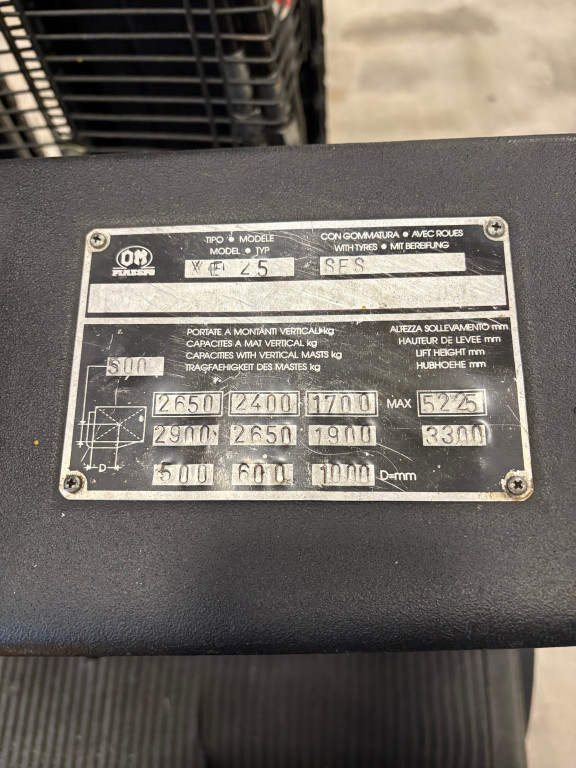 OM
PIMESPO
TIPO • MODELE
MODEL • TYP
XE 25
CON GOMMATURA • AVEC ROUES
WITH TYRES • MIT BEREIFUNG
SES
PORTATE A MONTANTI VERTICALI kg
CAPACITES A MAT VERTICAL kg
CAPACITIES WITH VERTICAL MASTS kg
TRAGFAEHIGKEIT DES MASTES kg
ALTEZZA SOLLEVAMENTO mm
HAUTEUR DE LEVEE mm
LIFT HEIGHT mm
HUBHOEHE mm
500
2650 2400 1700 MAX 5225
2900 2650 1900 3300
500 600 1000 D=mm
D